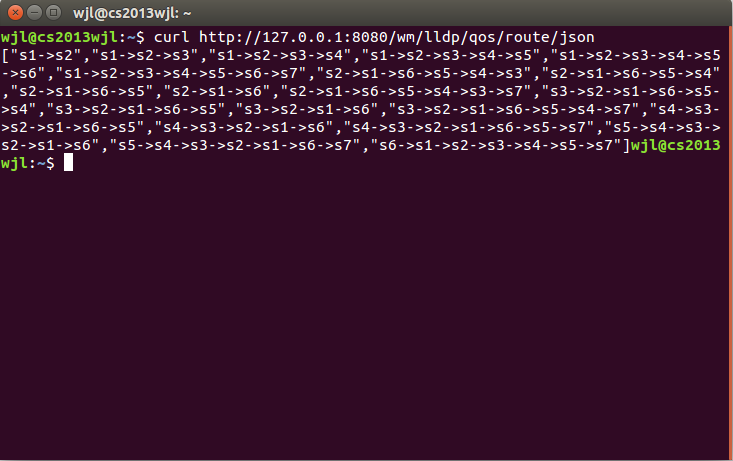 wjl@cs2013wjl: ~
wjl@cs2013wjl:~$ curl http://127.0.0.1:8080/wm/lldp/qos/route/json
["s1->s2","s1->s2->s3","s1->s2->s3->s4","s1->s2->s3->s4->s5","s1->s2->s3->s4->s5
->s6","s1->s2->s3->s4->s5->s6->s7","s2->s1->s6->s5->s4->s3","s2->s1->s6->s5->s4"
,"s2->s1->s6->s5","s2->s1->s6","s2->s1->s6->s5->s4->s3->s7","s3->s2->s1->s6->s5-
>s4","s3->s2->s1->s6->s5","s3->s2->s1->s6","s3->s2->s1->s6->s5->s4->s7","s4->s3-
>s2->s1->s6->s5","s4->s3->s2->s1->s6","s4->s3->s2->s1->s6->s5->s7","s5->s4->s3->
s2->s1->s6","s5->s4->s3->s2->s1->s6->s7","s6->s1->s2->s3->s4->s5->s7"]wjl@cs2013
wjl:~$